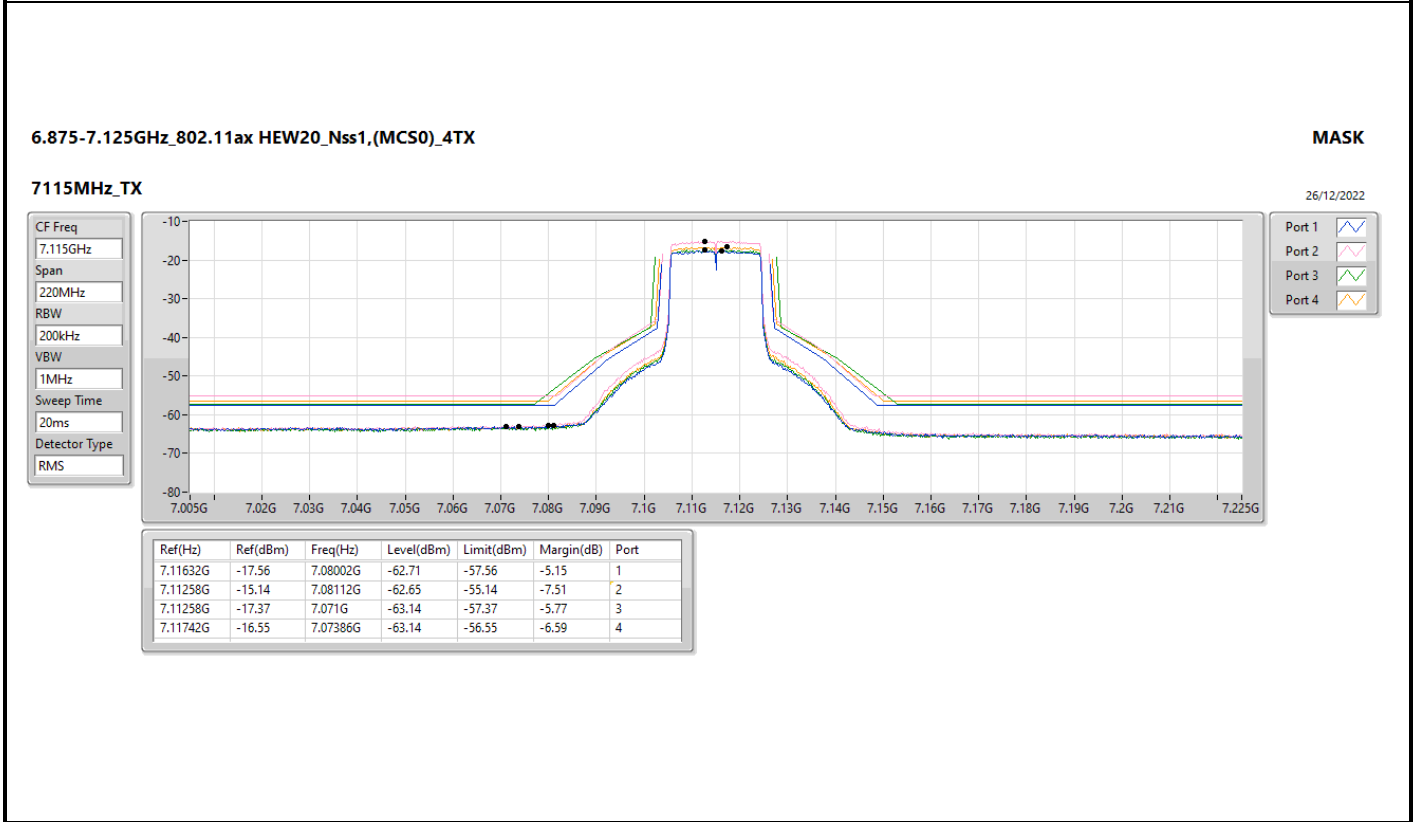 6.875-7.125GHz_802.11ax HEW20_Nss1,(MCS0)_4TX MASK
7115MHz_TX
26/12/2022
CF Freq
7.115GHz
Span
220MHz
RBW
200kHz
VBW
1MHz
Sweep Time
20ms
Detector Type
RMS
-10
-20
-30
-40
-50
-60
-70
-80
7.005G 7.02G 7.03G 7.04G 7.05G 7.06G 7.07G 7.08G 7.09G 7.1G 7.11G 7.12G 7.13G 7.14G 7.15G 7.16G 7.17G 7.18G 7.19G 7.2G 7.21G 7.225G
Port 1
Port 2
Port 3
Port 4
Ref(Hz) Ref(dBm) Freq(Hz) Level(dBm) Limit(dBm) Margin(dB) Port
7.11632G -17.56 7.08002G -62.71 -57.56 -5.15 1
7.11258G -15.14 7.08112G -62.65 -55.14 -7.51 2
7.11258G -17.37 7.071G -63.14 -57.37 -5.77 3
7.11742G -16.55 7.07386G -63.14 -56.55 -6.59 4